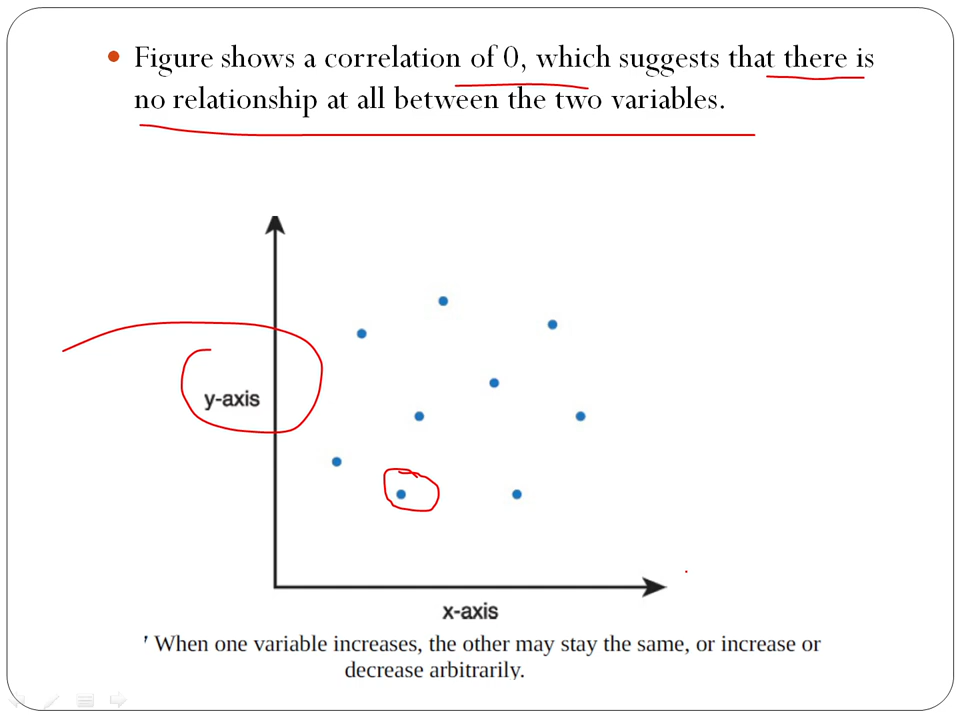 Figure shows a correlation of 0, which suggests that there is
no relationship at all between the two variables.
y-axis
x-axis
' When one variable increases, the other may stay the same, or increase or
decrease arbitrarily.